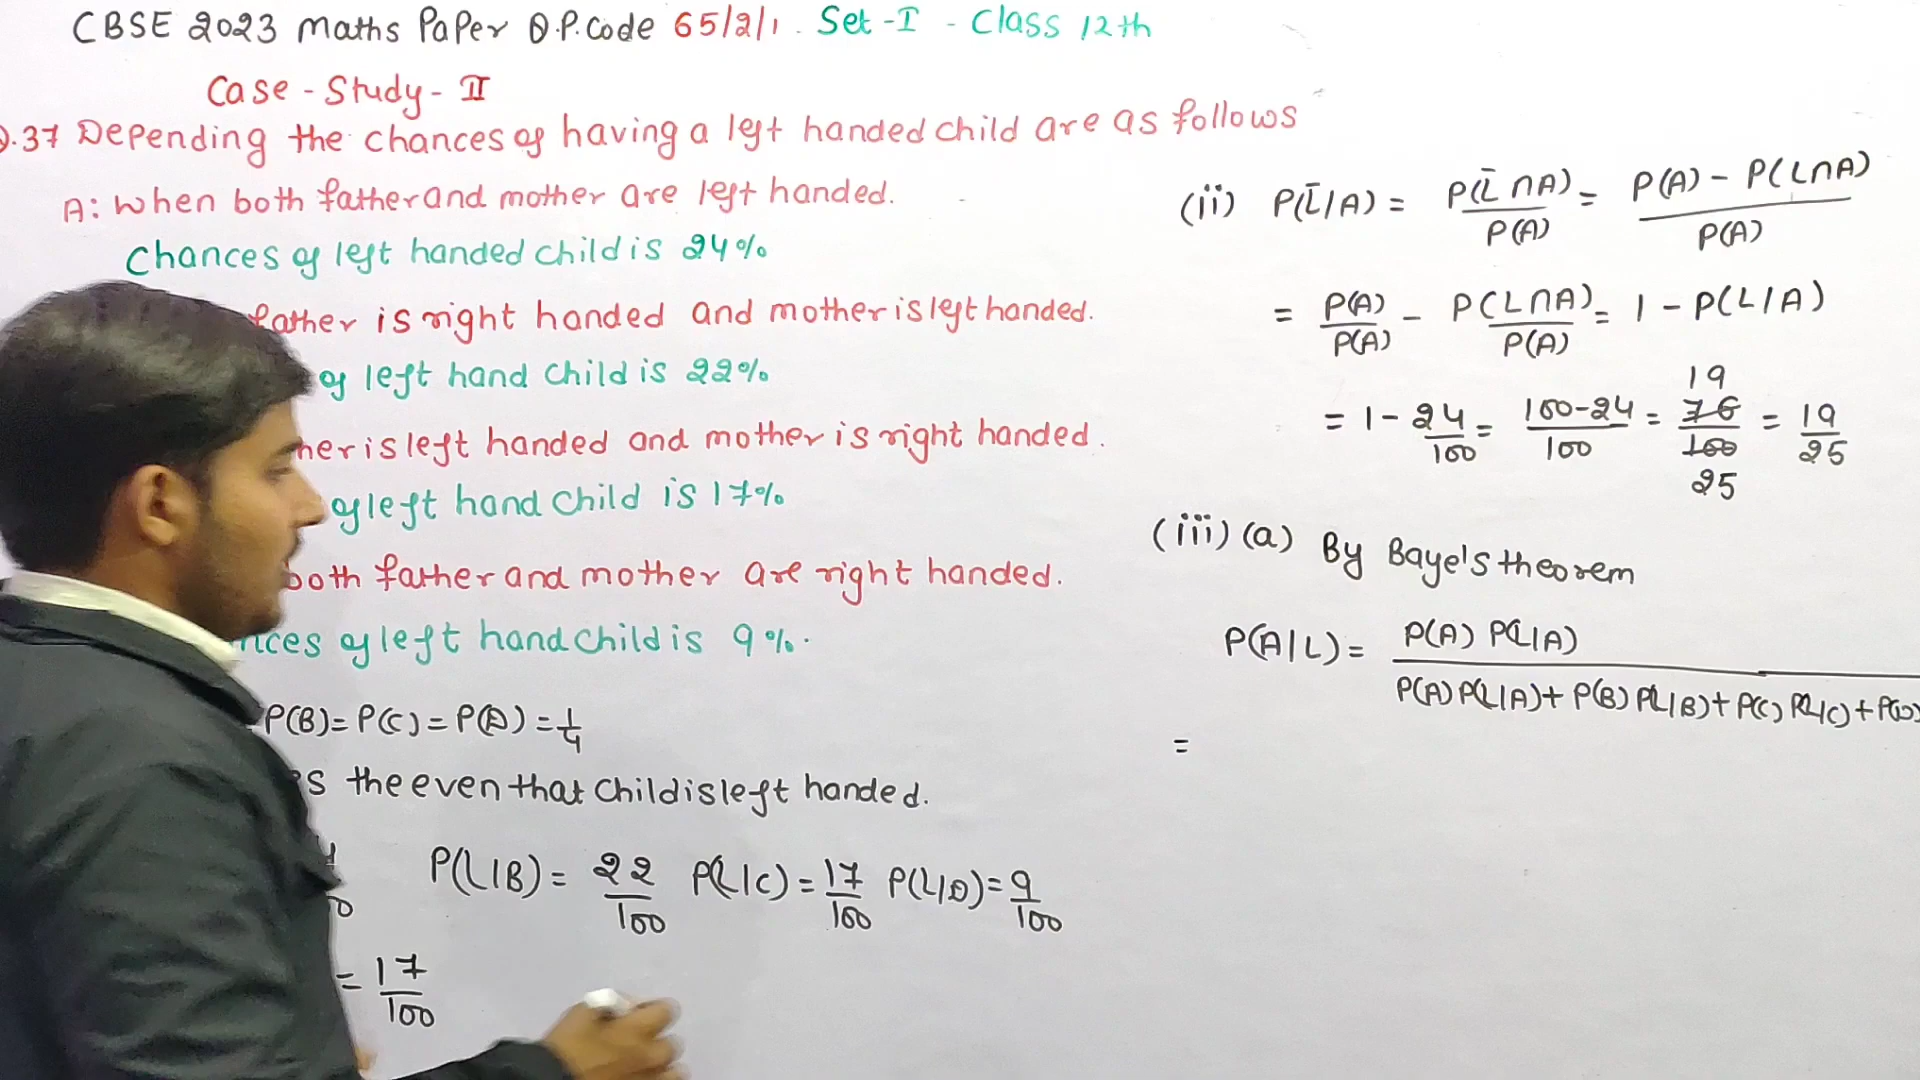 CBSE 2023 Maths Paper Q.P.Code 65/2/1. Set-I - Class 12th
Case-Study-II
Q.37 Depending the chances of having a left handed child are as follows
A: when both father and mother are left handed.
Chances of left handed child is 24%
father is right handed and mother is left handed.
of left hand child is 22%
is left handed and mother is right handed.
of left hand child is 17%
both father and mother are right handed.
of left hand child is 9%.
P(B)=P(C)=P(D)=1/4
the even that child is left handed.
P(L/B)= 22/100 P(L/C)=17/100 P(L/D)=9/100
=17/100
(ii) P(L̄/A) = P(L̄∩A)/P(A) = P(A)-P(L∩A)/P(A)
= P(A)/P(A) - P(L∩A)/P(A) = 1-P(L/A)
= 1-24/100 = 100-24/100 = 76/100 19 25 = 19/25
(iii)(a) By Baye's theorem
P(A/L)= P(A) P(L/A)
P(A)P(L/A)+P(B)P(L/B)+P(C)P(L/C)+P(D)
=